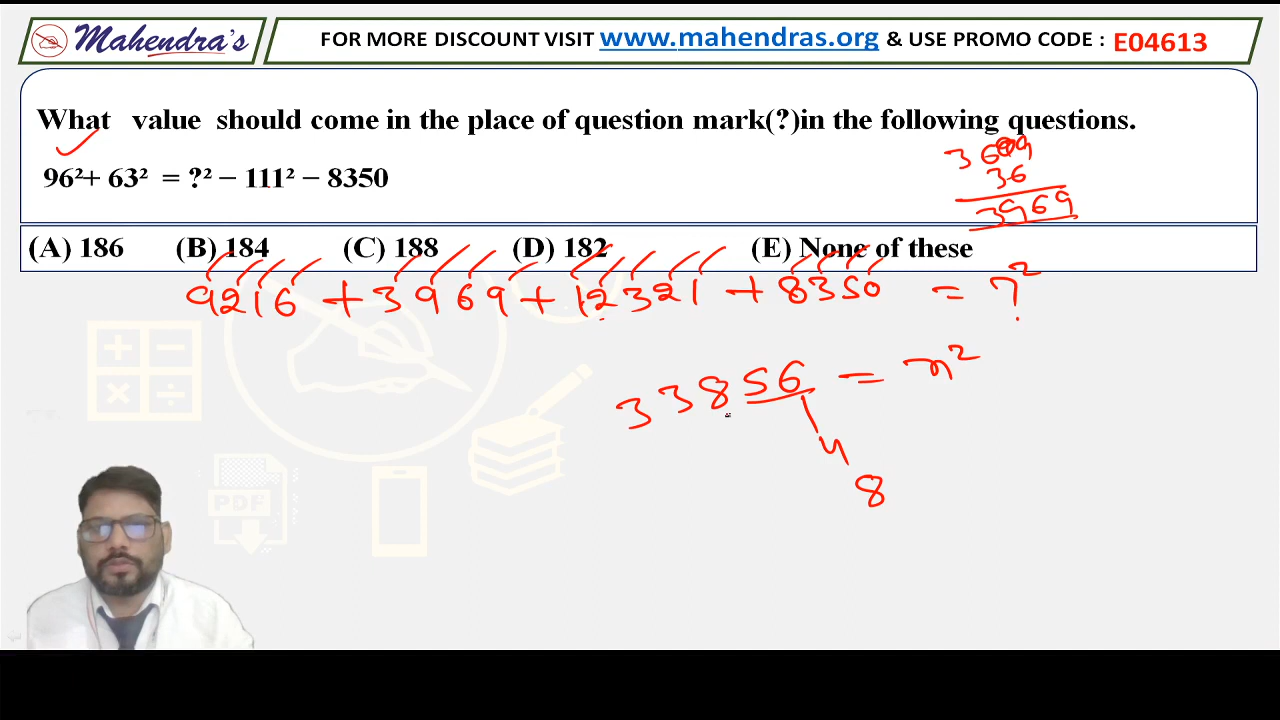 Mahendra's
FOR MORE DISCOUNT VISIT www.mahendras.org & USE PROMO CODE : E04613
What value should come in the place of question mark(?)in the following questions.
96²+ 63² = ?² − 111² − 8350
36
3969
(A) 186 (B) 184 (C) 188 (D) 182 (E) None of these
9216 + 3969 + 12321 + 8350 = ?²
33856 = x²
4
8
PDF